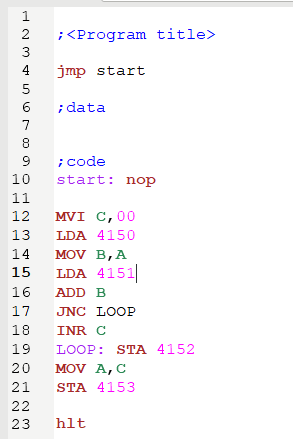 1
2 ;<Program title>
3
4 jmp start
5
6 ;data
7
8
9 ;code
10 start: nop
11
12 MVI C,00
13 LDA 4150
14 MOV B,A
15 LDA 4151
16 ADD B
17 JNC LOOP
18 INR C
19 LOOP: STA 4152
20 MOV A,C
21 STA 4153
22
23 hlt